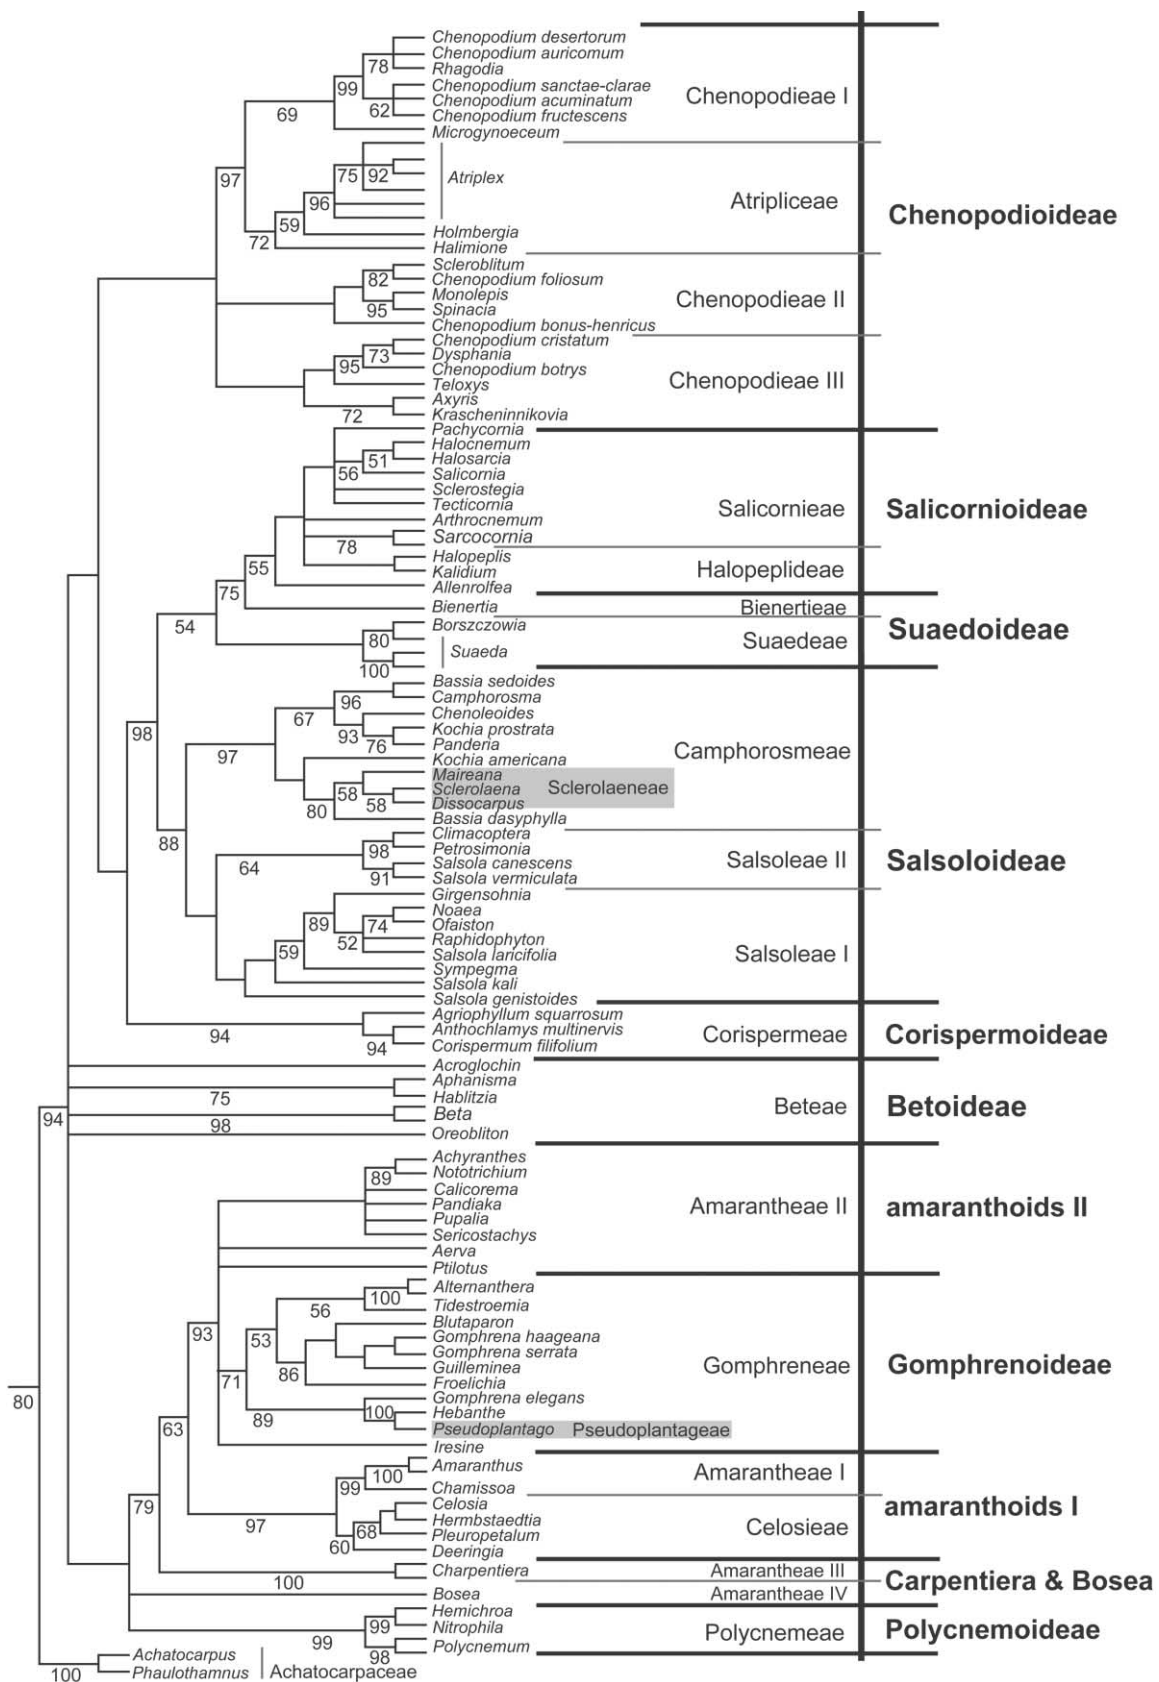 Chenopodium desertorum
Chenopodium auricomum
78
Rhagodia
99
Chenopodium sanctae-clarae
Chenopodieae I
Chenopodium acuminatum
69
62
Chenopodium fructescens
Microgynoeceum
97
75
92
Atriplex
96
Atripliceae
Chenopodioideae
59
72
Holmbergia
Halimione
Scleroblitum
82
Chenopodium foliosum
Monolepis
Chenopodieae II
95
Spinacia
Chenopodium bonus-henricus
Chenopodium cristatum
73
Dysphania
95
Chenopodium botrys
Chenopodieae III
Teloxys
Axyris
72
Krascheninnikovia
Pachycornia
Halocnemum
51
Halosarcia
56
Salicornia
Sclerostegia
Tecticornia
Salicornieae
Salicornioideae
Arthrocnemum
Sarcocornia
78
Halopeplis
55
Kalidium
Halopeplideae
75
Allenrolfea
Bienertia
Bienertieae
54
Borszczowia
Suaedoideae
80
Suaeda
Suaedeae
100
Bassia sedoides
96
Camphorosma
67
Chenoleoides
98
93
Kochia prostrata
76
Panderia
97
Camphorosmeae
Kochia americana
Maireana
58
Sclerolaena
Sclerolaeneae
80
58
Dissocarpus
Bassia dasyphylla
88
Climacoptera
98
Petrosimonia
64
Salsola canescens
Salsoleae II
Salsoloideae
91
Salsola vermiculata
Girgensohnia
Noaea
89
74
Ofaiston
52
Raphidophyton
59
Salsola laricifolia
Salsoleae I
Sympegma
Salsola kali
Salsola genistoides
Agriophyllum squarrosum
94
Anthochlamys multinervis
Corispermeae
Corispermoideae
94
Corispermum filifolium
Acroglochin
Aphanisma
75
Hablitzia
94
Beta
Beteae
Betoideae
98
Oreobliton
Achyranthes
89
Nototrichium
Calicorema
Pandiaka
Amarantheae II
amaranthoids II
Pupalia
Sericostachys
Aerva
Ptilotus
Alternanthera
100
56
Tidestroemia
Blutaparon
93
53
Gomphrena haageana
Gomphrena serrata
86
Guilleminea
Gomphreneae
Gomphrenoideae
71
Froelichia
Gomphrena elegans
80
89
100
Hebanthe
63
Pseudoplantago
Pseudoplantageae
Iresine
Amaranthus
100
Amarantheae I
99
Chamissoa
79
Celosia
amaranthoids I
97
68
Hermbstaedtia
Pleuropetalum
Celosieae
60
Deeringia
Charpentiera
Amarantheae III
100
Carpentiera & Bosea
Bosea
Amarantheae IV
Hemichroa
99
Nitrophila
99
Polycnemeae
Polycnemoideae
98
Polycnemum
Achatocarpus
100
Phaulothamnus
Achatocarpaceae